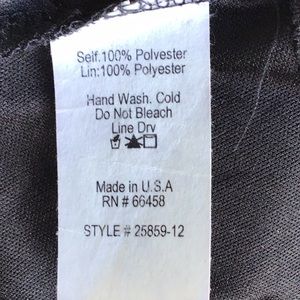 Self:100% Polyester
Lin:100% Polyester
Hand Wash. Cold
Do Not Bleach
Line Dry
Made in U.S.A
RN # 66458
STYLE # 25859-12